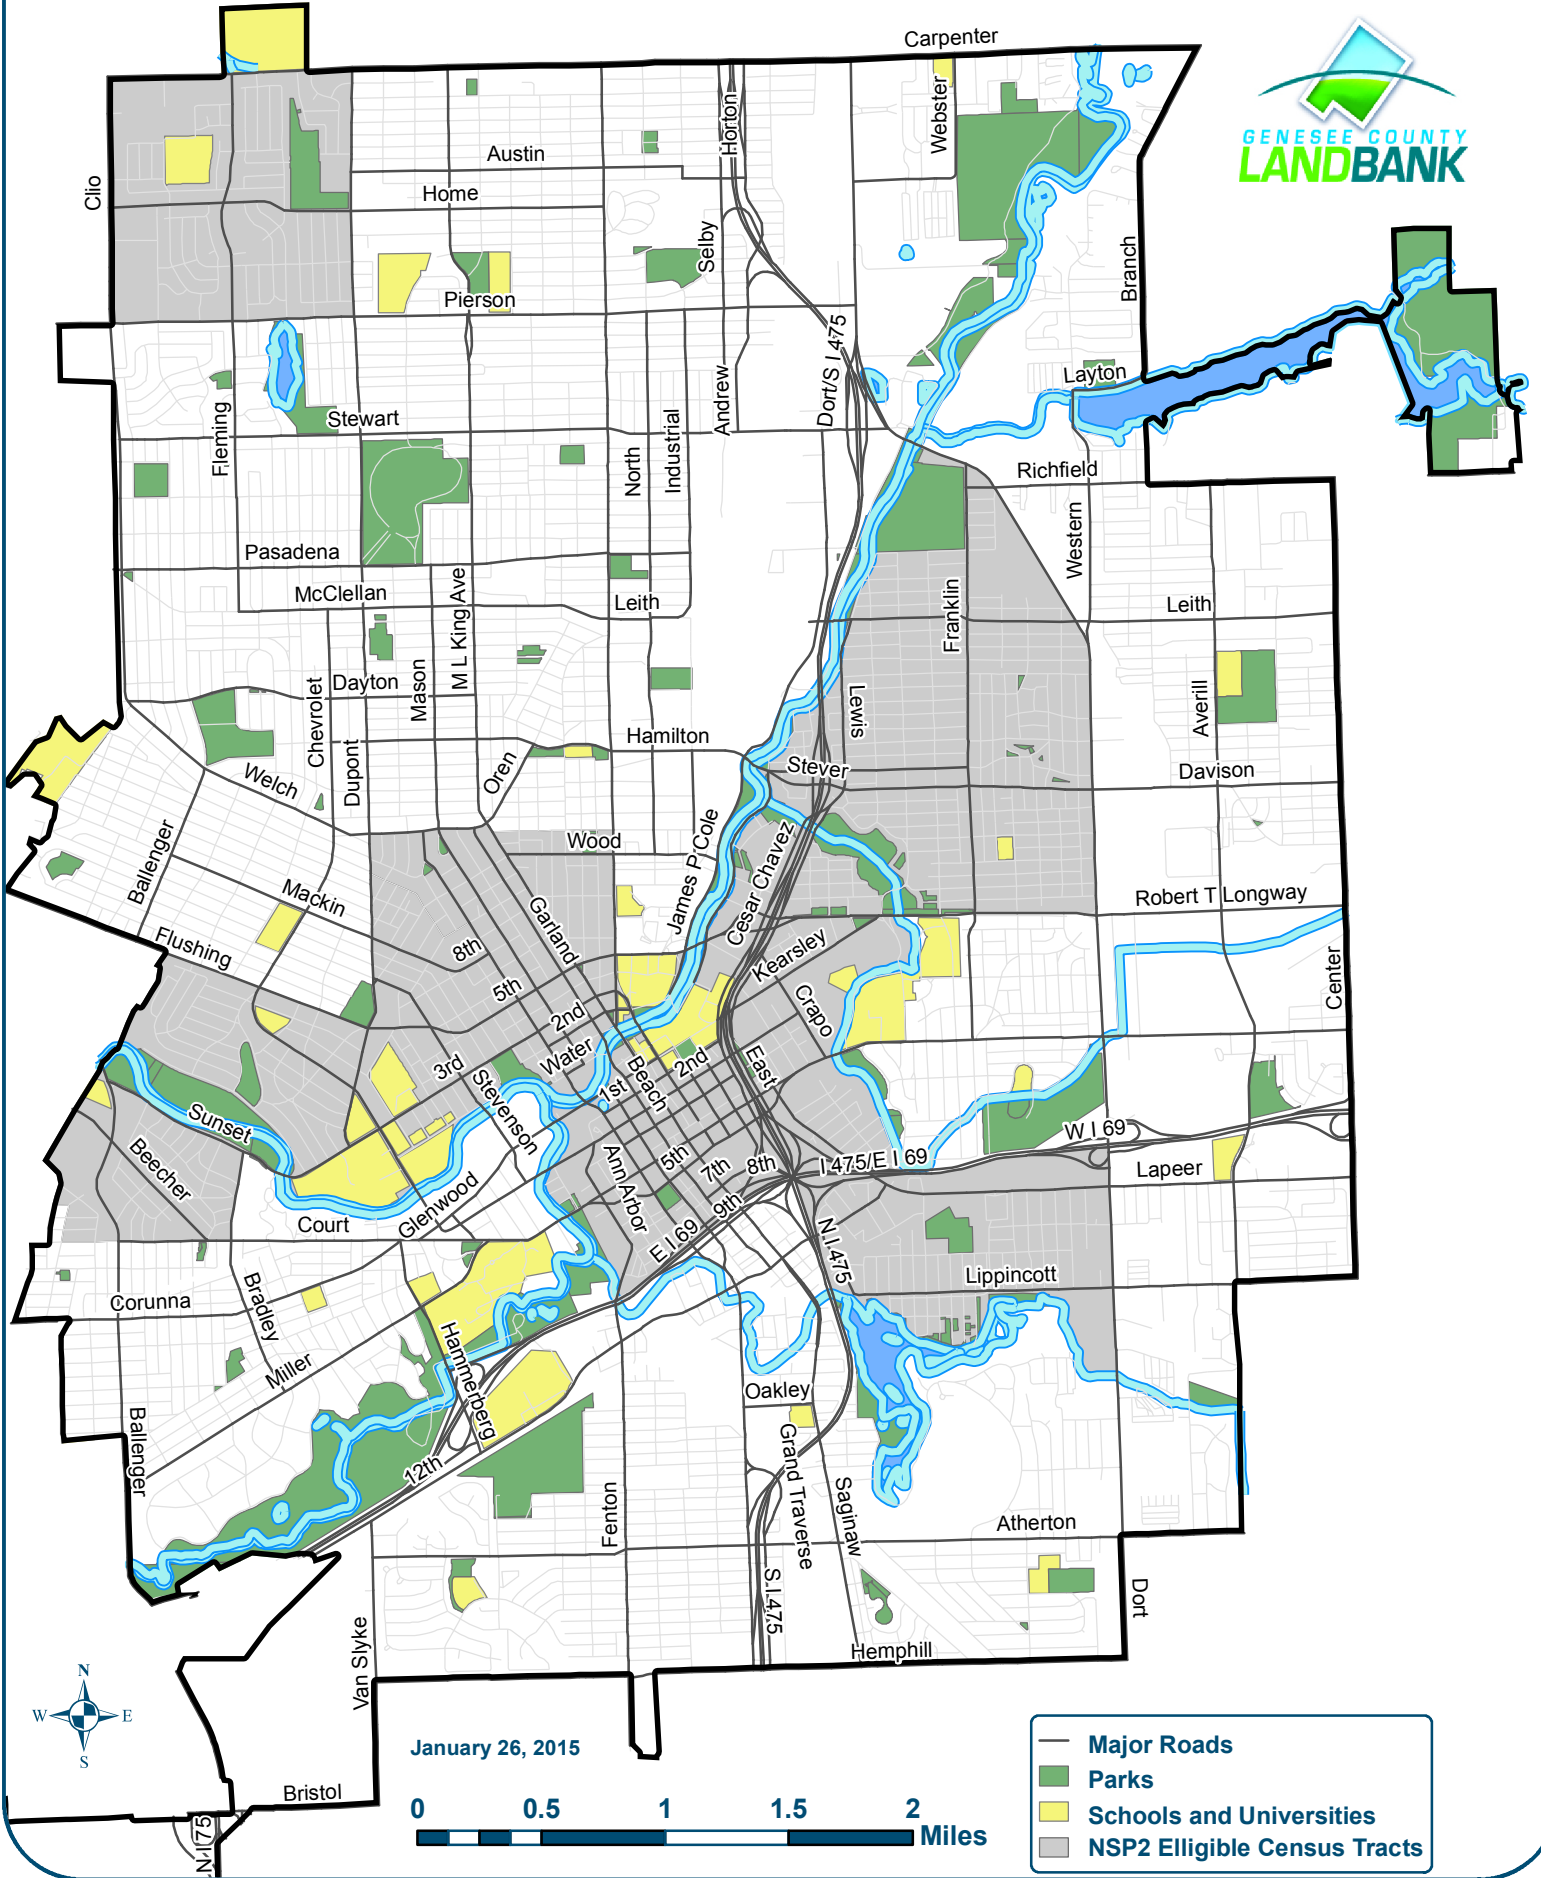 Carpenter
GENESEE COUNTY
LANDBANK
Horton
Webster
Austin
Clio
Home
Selby
Branch
Pierson
Dort/S I 475
Layton
Andrew
Fleming
Stewart
Industrial
North
Richfield
Western
Pasadena
McClellan
M L King Ave
Leith
Franklin
Leith
Dayton
Mason
Chevrolet
Lewis
Averill
Hamilton
Dupont
Oren
Welch
Stever
Davison
Ballenger
Wood
James P Cole
Cesar Chavez
Mackin
Garland
Robert T Longway
Flushing
8th
Kearsley
5th
Crapo
Center
2nd
Water
3rd
Beach
2nd
East
Stevenson
1st
Sunset
Beecher
W I 69
Ann Arbor
5th
7th
8th
I 475/E I 69
Lapeer
Glenwood
Court
9th
E I 69
N I 475
Lippincott
Corunna
Bradley
Hammerberg
Miller
Oakley
Ballenger
12th
Grand Traverse
Saginaw
Fenton
Atherton
S I 475
Dort
Van Slyke
Hemphill
N
W
E
S
January 26, 2015
Bristol
N I 75
0 0.5 1 1.5 2
Miles
Major Roads
Parks
Schools and Universities
NSP2 Elligible Census Tracts